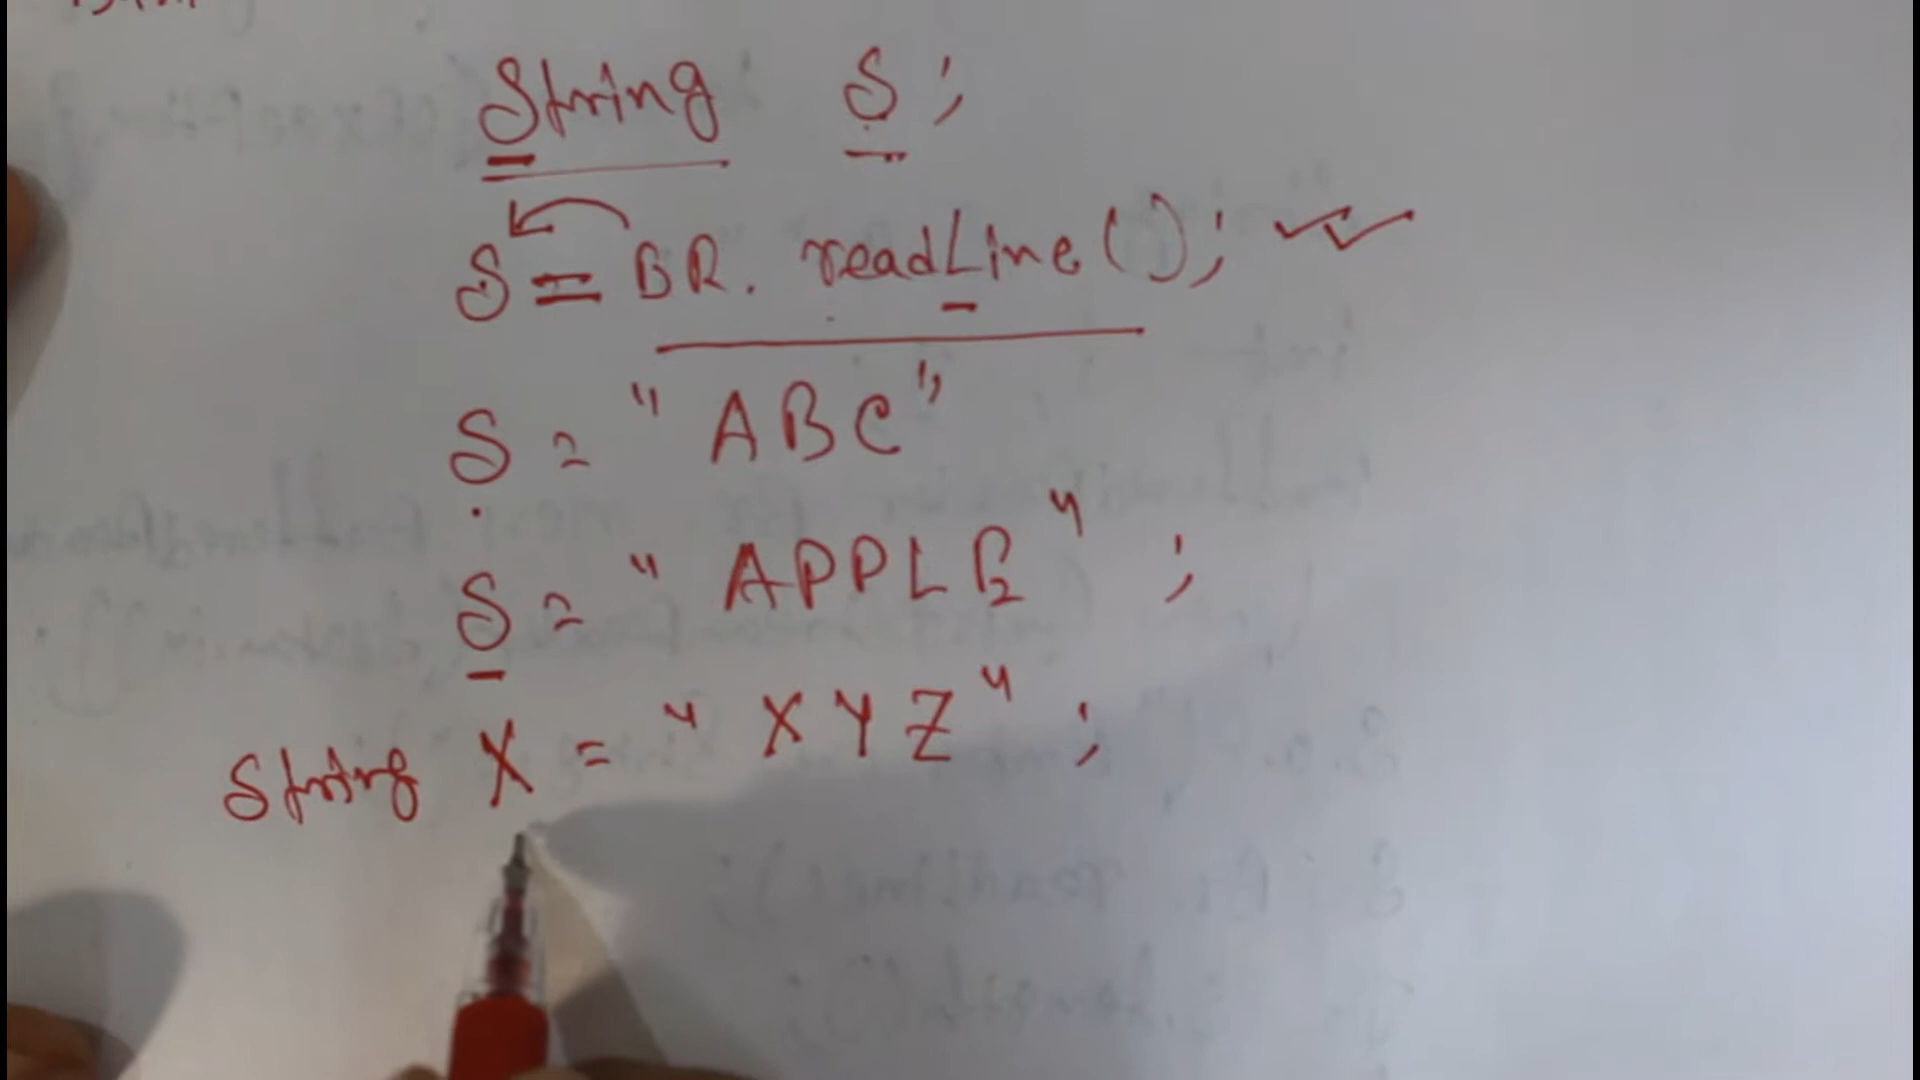 String S;
S = BR. readLine();
S = "ABC"
S = "APPLE";
String X = "XYZ";